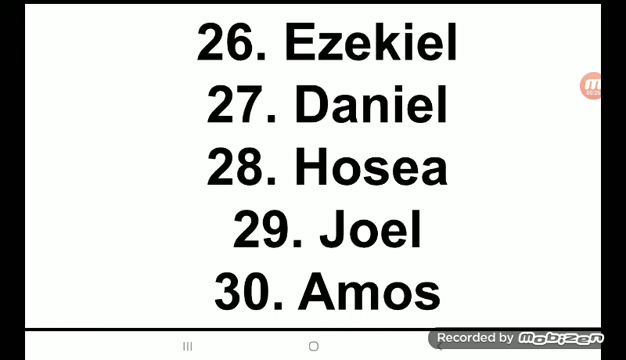 26. Ezekiel
27. Daniel
28. Hosea
29. Joel
30. Amos
Recorded by mobizen